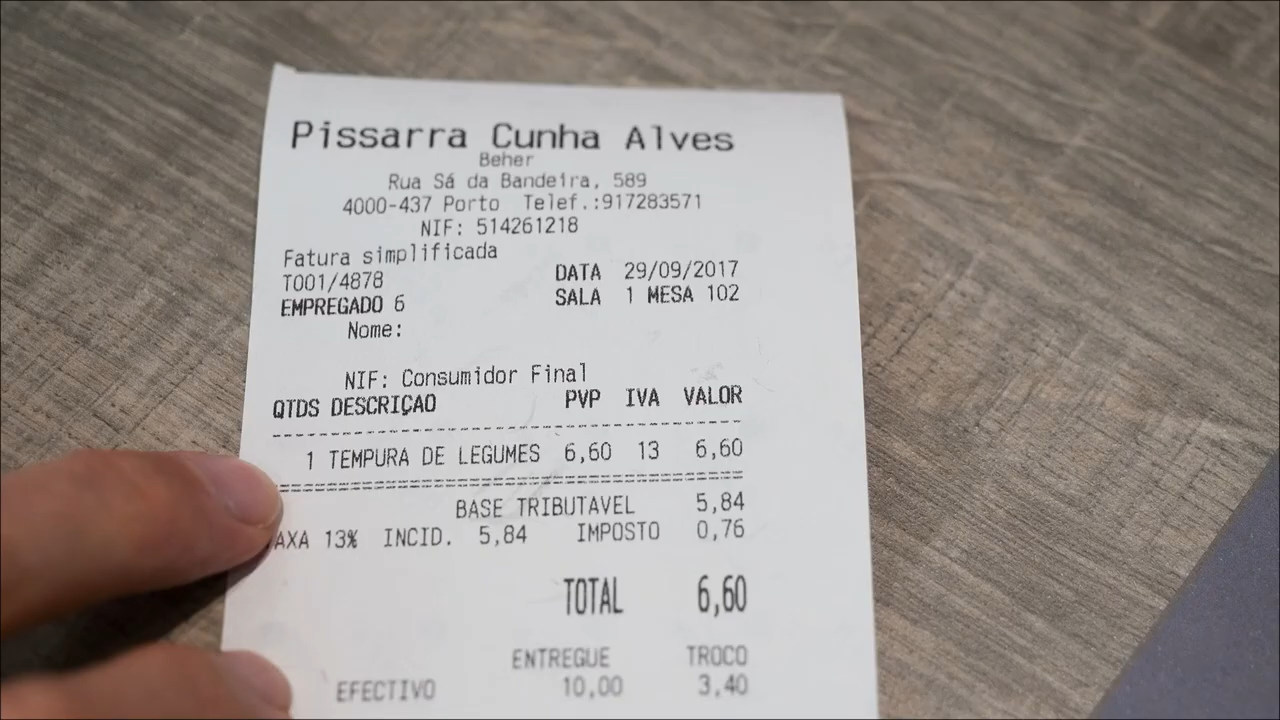 Pissarra Cunha Alves
Beher
Rua Sá da Bandeira, 589
4000-437 Porto Telef.:917283571
NIF: 514261218
Fatura simplificada
T001/4878 DATA 29/09/2017
EMPREGADO 6 SALA 1 MESA 102
Nome:
NIF: Consumidor Final
QTDS DESCRIÇAO PVP IVA VALOR
1 TEMPURA DE LEGUMES 6,60 13 6,60
BASE TRIBUTAVEL 5,84
AXA 13% INCID. 5,84 IMPOSTO 0,76
TOTAL 6,60
ENTREGUE TROCO
EFECTIVO 10,00 3,40